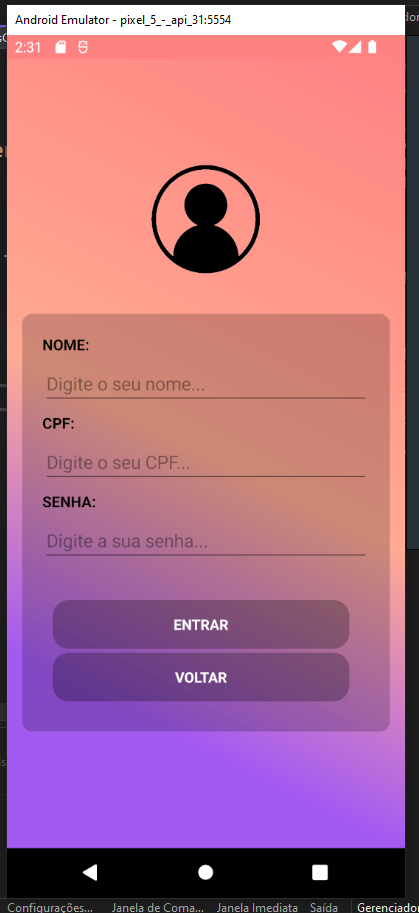 Android Emulator - pixel_5_-_api_31:5554
2:31
NOME:
Digite o seu nome...
CPF:
Digite o seu CPF...
SENHA:
Digite a sua senha...
ENTRAR
VOLTAR
Configurações... Janela de Coma... Janela Imediata Saída Gerenciado